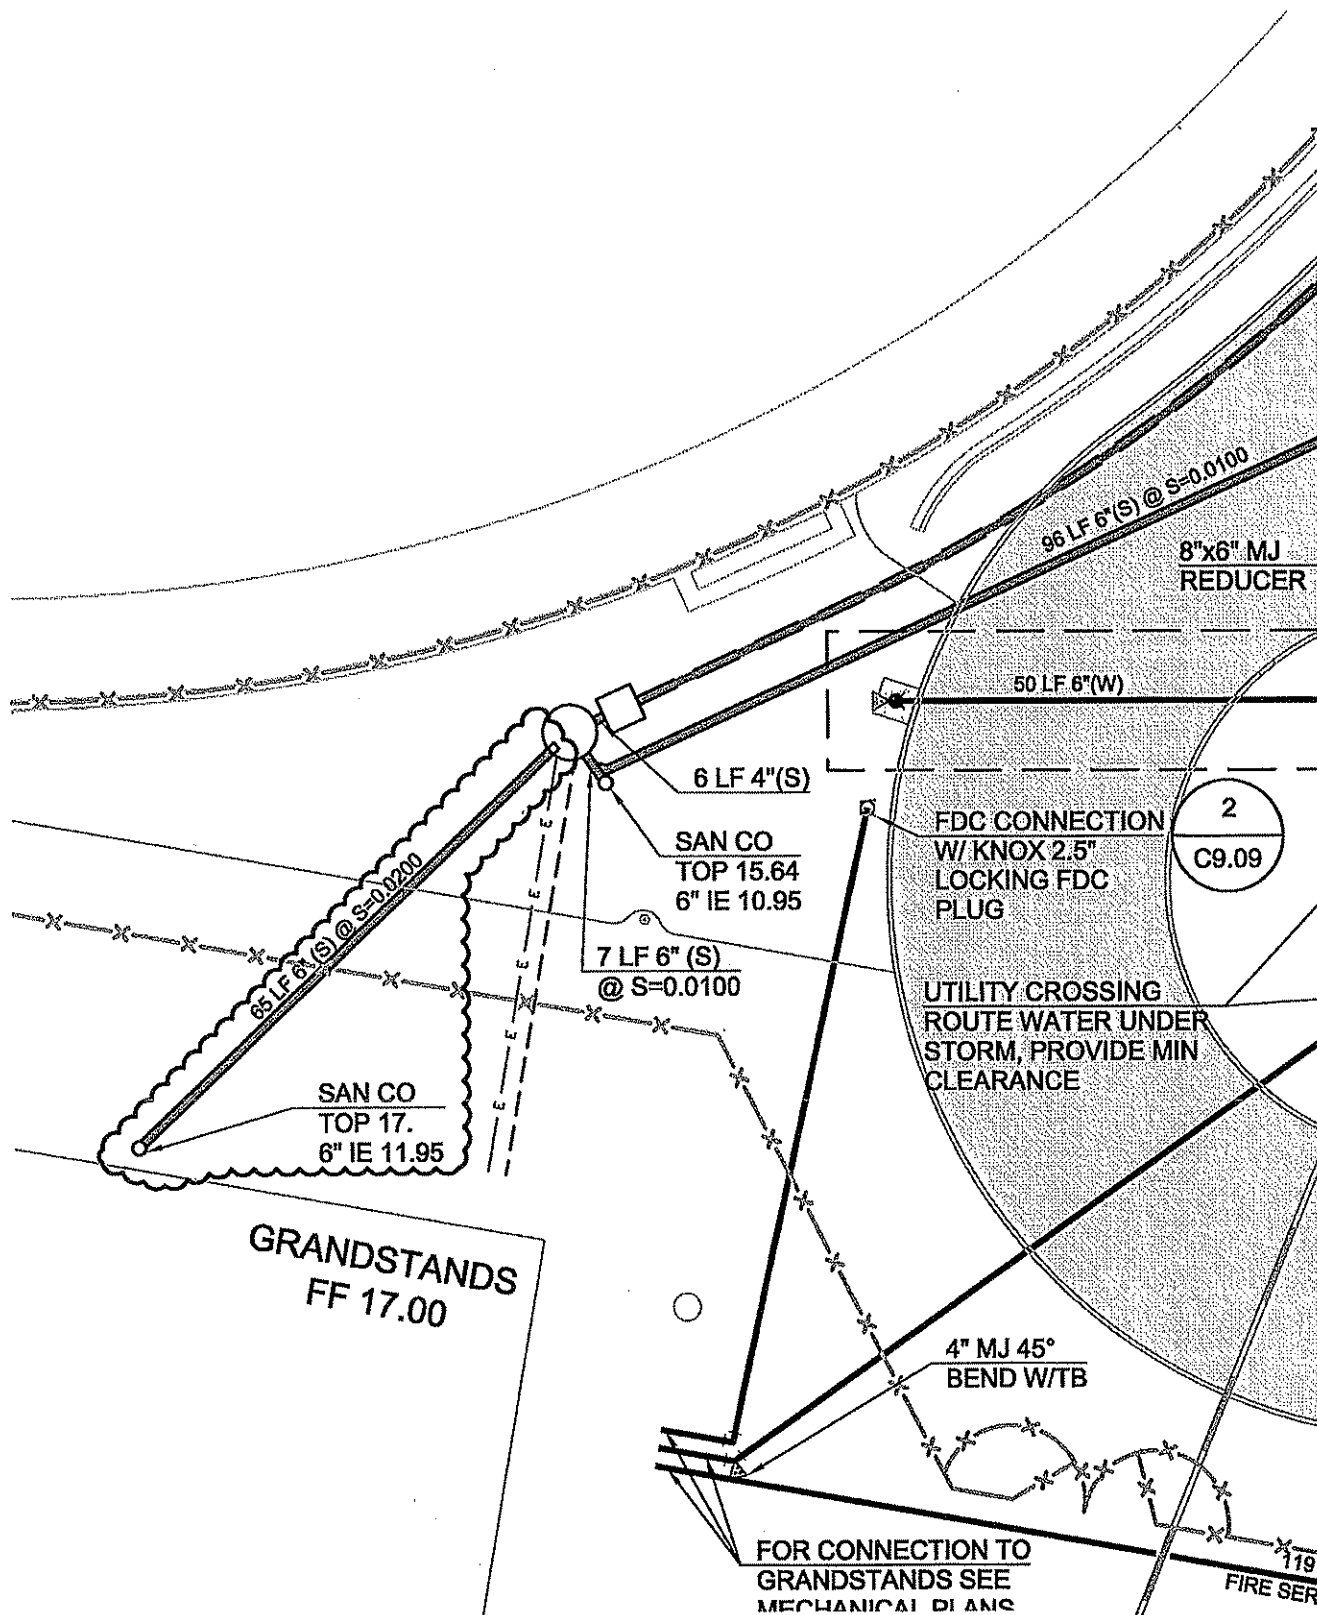 96 LF 6"(S) @ S=0.0100
8"x6" MJ
REDUCER
50 LF 6"(W)
6 LF 4"(S)
SAN CO
TOP 15.64
6" IE 10.95
FDC CONNECTION
W/ KNOX 2.5"
LOCKING FDC
PLUG
2
C9.09
65 LF 6" (S) @ S=0.0200
7 LF 6" (S)
@ S=0.0100
UTILITY CROSSING
ROUTE WATER UNDER
STORM, PROVIDE MIN
CLEARANCE
E
E
E
E
SAN CO
TOP 17.
6" IE 11.95
GRANDSTANDS
FF 17.00
4" MJ 45°
BEND W/TB
FOR CONNECTION TO
GRANDSTANDS SEE
MECHANICAL PLANS
119
FIRE SER